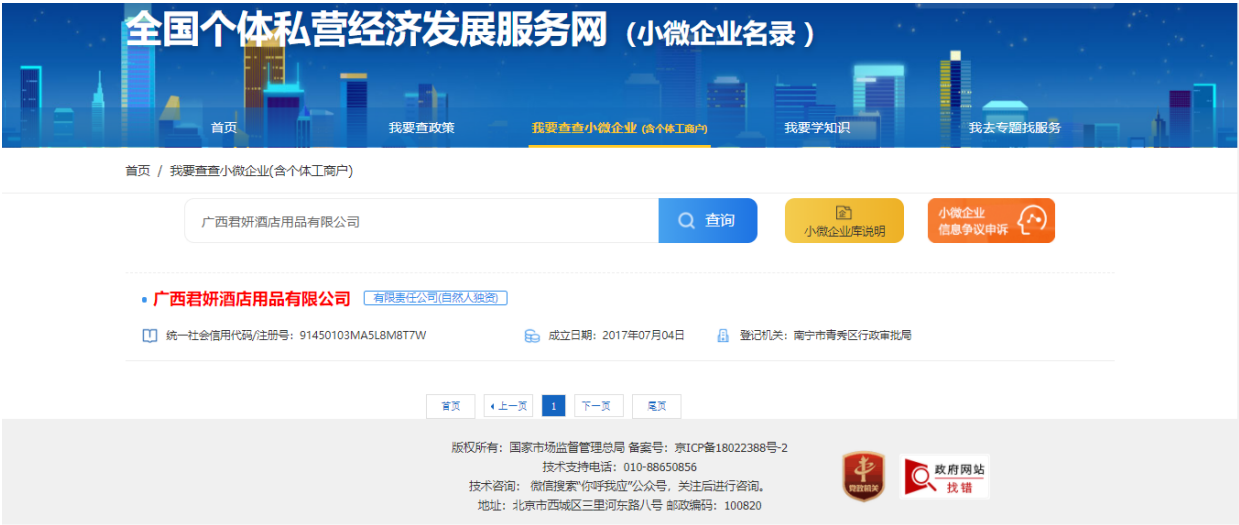 全国个体私营经济发展服务网（小微企业名录）
首页 我要查政策 我要查查小微企业 (含个体工商户) 我要学知识 我去专题找服务
首页 / 我要查查小微企业(含个体工商户)
广西君妍酒店用品有限公司 查询 小微企业库说明 小微企业
信息争议申诉
广西君妍酒店用品有限公司 有限责任公司(自然人独资)
统一社会信用代码/注册号：91450103MA5L8M8T7W 成立日期：2017年07月04日 登记机关：南宁市青秀区行政审批局
首页 上一页 1 下一页 尾页
版权所有：国家市场监督管理总局 备案号：京ICP备18022388号-2
技术支持电话：010-88650856
技术咨询： 微信搜索“你呼我应”公众号，关注后进行咨询。
地址：北京市西城区三里河东路八号 邮政编码：100820
党政机关
政府网站
找错